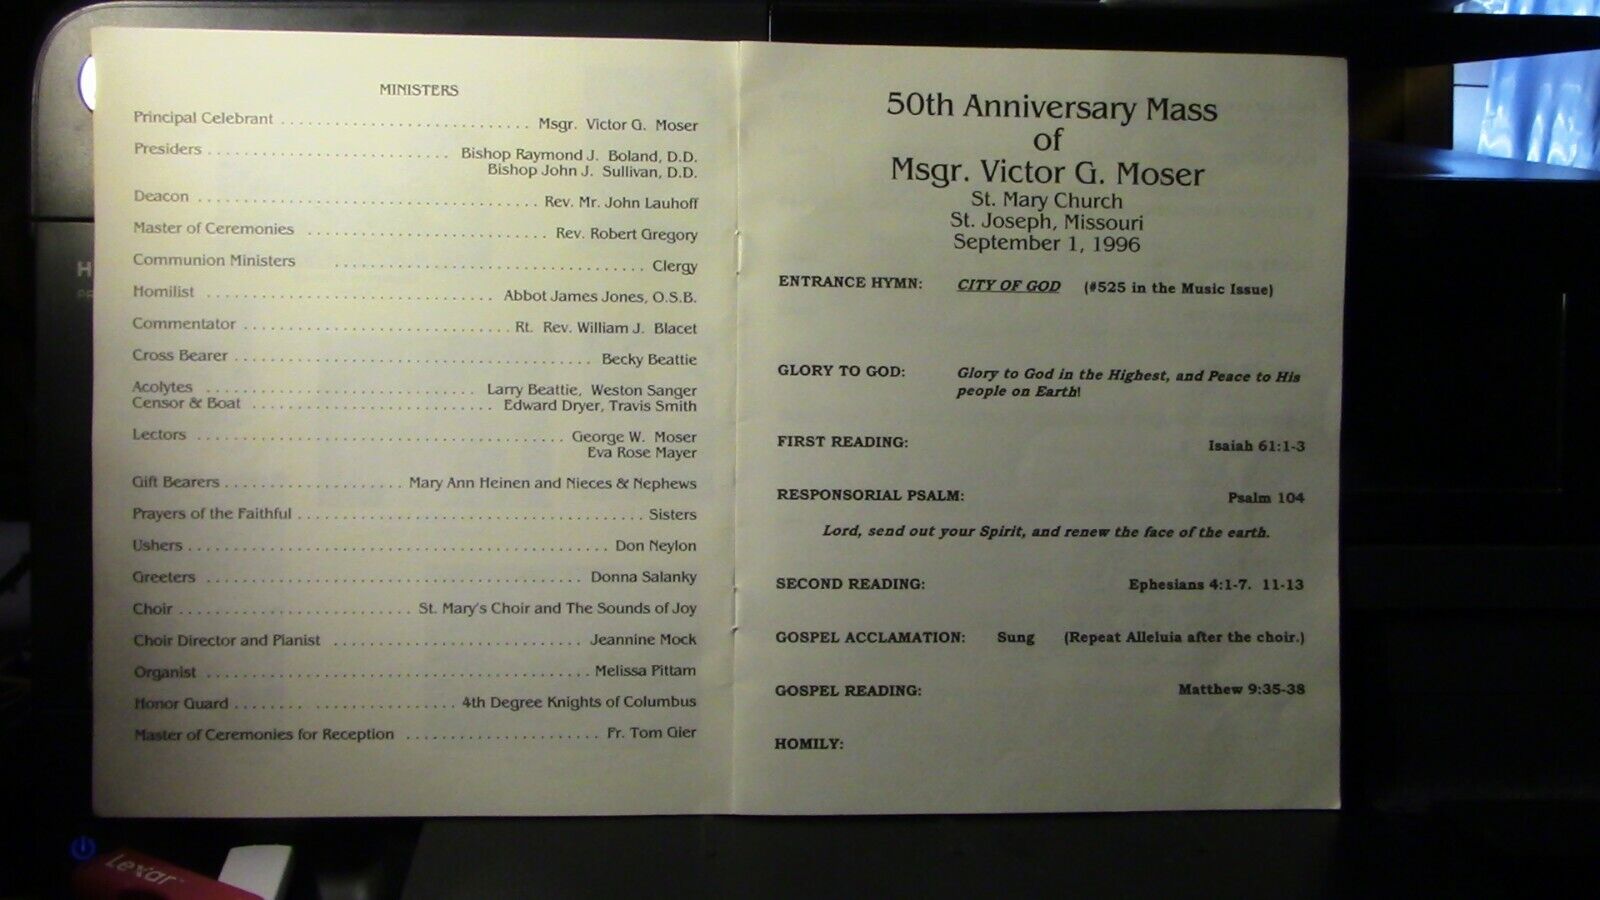 MINISTERS
Principal Celebrant ............................ Msgr. Victor G. Moser
Presiders ......................... Bishop Raymond J. Boland, D.D.
Bishop John J. Sullivan, D.D.
Deacon .................................. Rev. Mr. John Lauhoff
Master of Ceremonies ........................ Rev. Robert Gregory
Communion Ministers ................................ Clergy
Homilist ............................. Abbot James Jones, O.S.B.
Commentator ........................... Rt. Rev. William J. Blacet
Cross Bearer .................................... Becky Beattie
Acolytes ........................... Larry Beattie, Weston Sanger
Censor & Boat ........................ Edward Dryer, Travis Smith
Lectors ..................................... George W. Moser
Eva Rose Mayer
Gift Bearers .................. Mary Ann Heinen and Nieces & Nephews
Prayers of the Faithful ................................... Sisters
Ushers .......................................... Don Neylon
Greeters ...................................... Donna Salanky
Choir ........................ St. Mary's Choir and The Sounds of Joy
Choir Director and Pianist ......................... Jeannine Mock
Organist ....................................... Melissa Pittam
Honor Guard ....................... 4th Degree Knights of Columbus
Master of Ceremonies for Reception .................... Fr. Tom Gier
50th Anniversary Mass
of
Msgr. Victor G. Moser
St. Mary Church
St. Joseph, Missouri
September 1, 1996
ENTRANCE HYMN: CITY OF GOD (#525 in the Music Issue)
GLORY TO GOD: Glory to God in the Highest, and Peace to His
people on Earth!
FIRST READING: Isaiah 61:1-3
RESPONSORIAL PSALM: Psalm 104
Lord, send out your Spirit, and renew the face of the earth.
SECOND READING: Ephesians 4:1-7. 11-13
GOSPEL ACCLAMATION: Sung (Repeat Alleluia after the choir.)
GOSPEL READING: Matthew 9:35-38
HOMILY:
Lexar